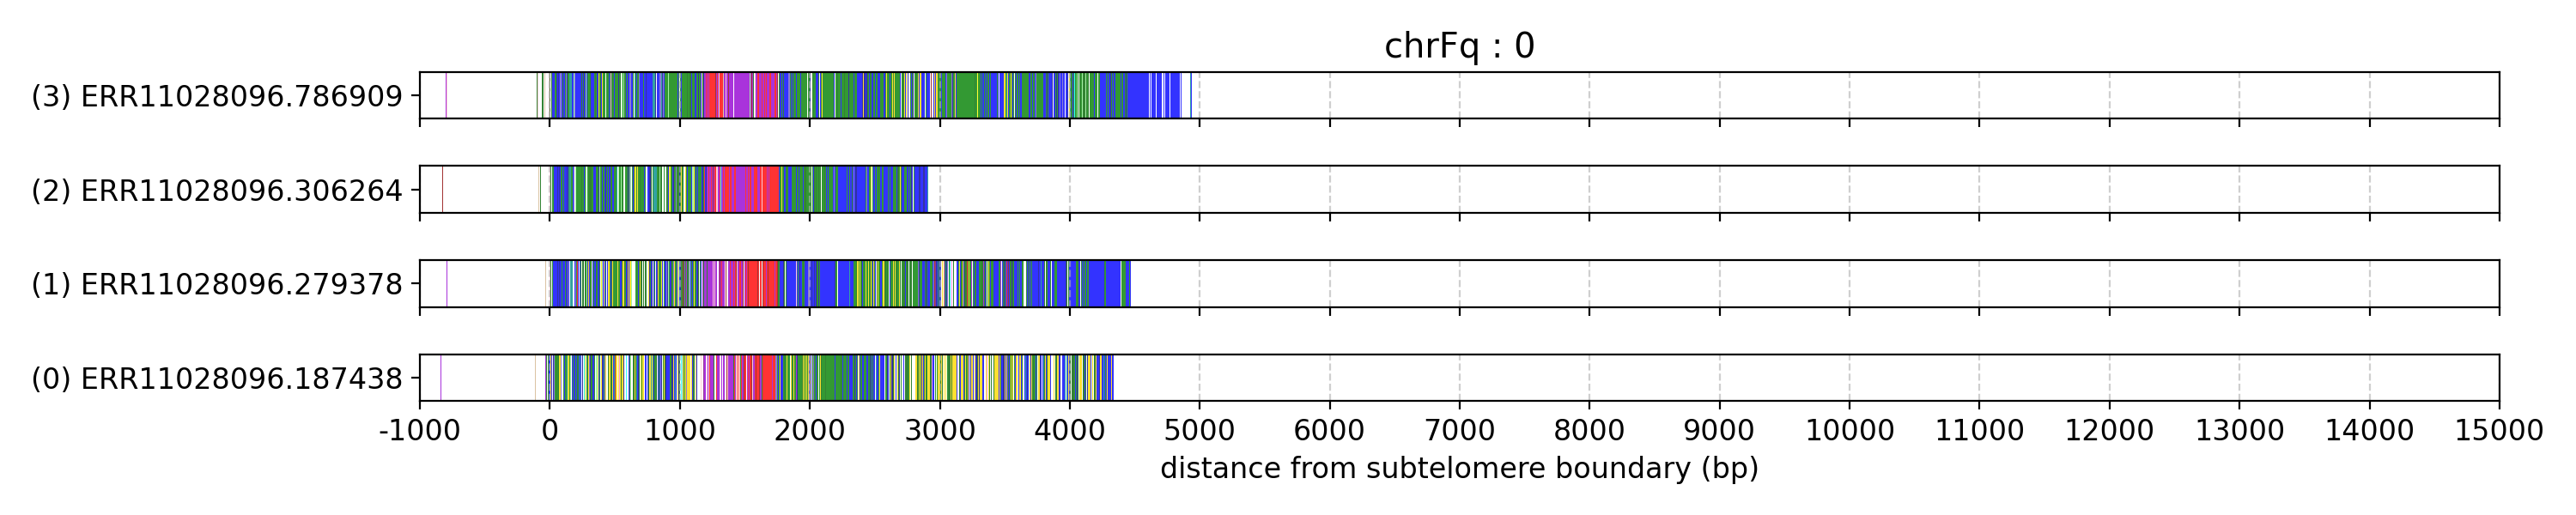 chrFq : 0
(3) ERR11028096.786909
(2) ERR11028096.306264
(1) ERR11028096.279378
(0) ERR11028096.187438
-1000 0 1000 2000 3000 4000 5000 6000 7000 8000 9000 10000 11000 12000 13000 14000 15000
distance from subtelomere boundary (bp)